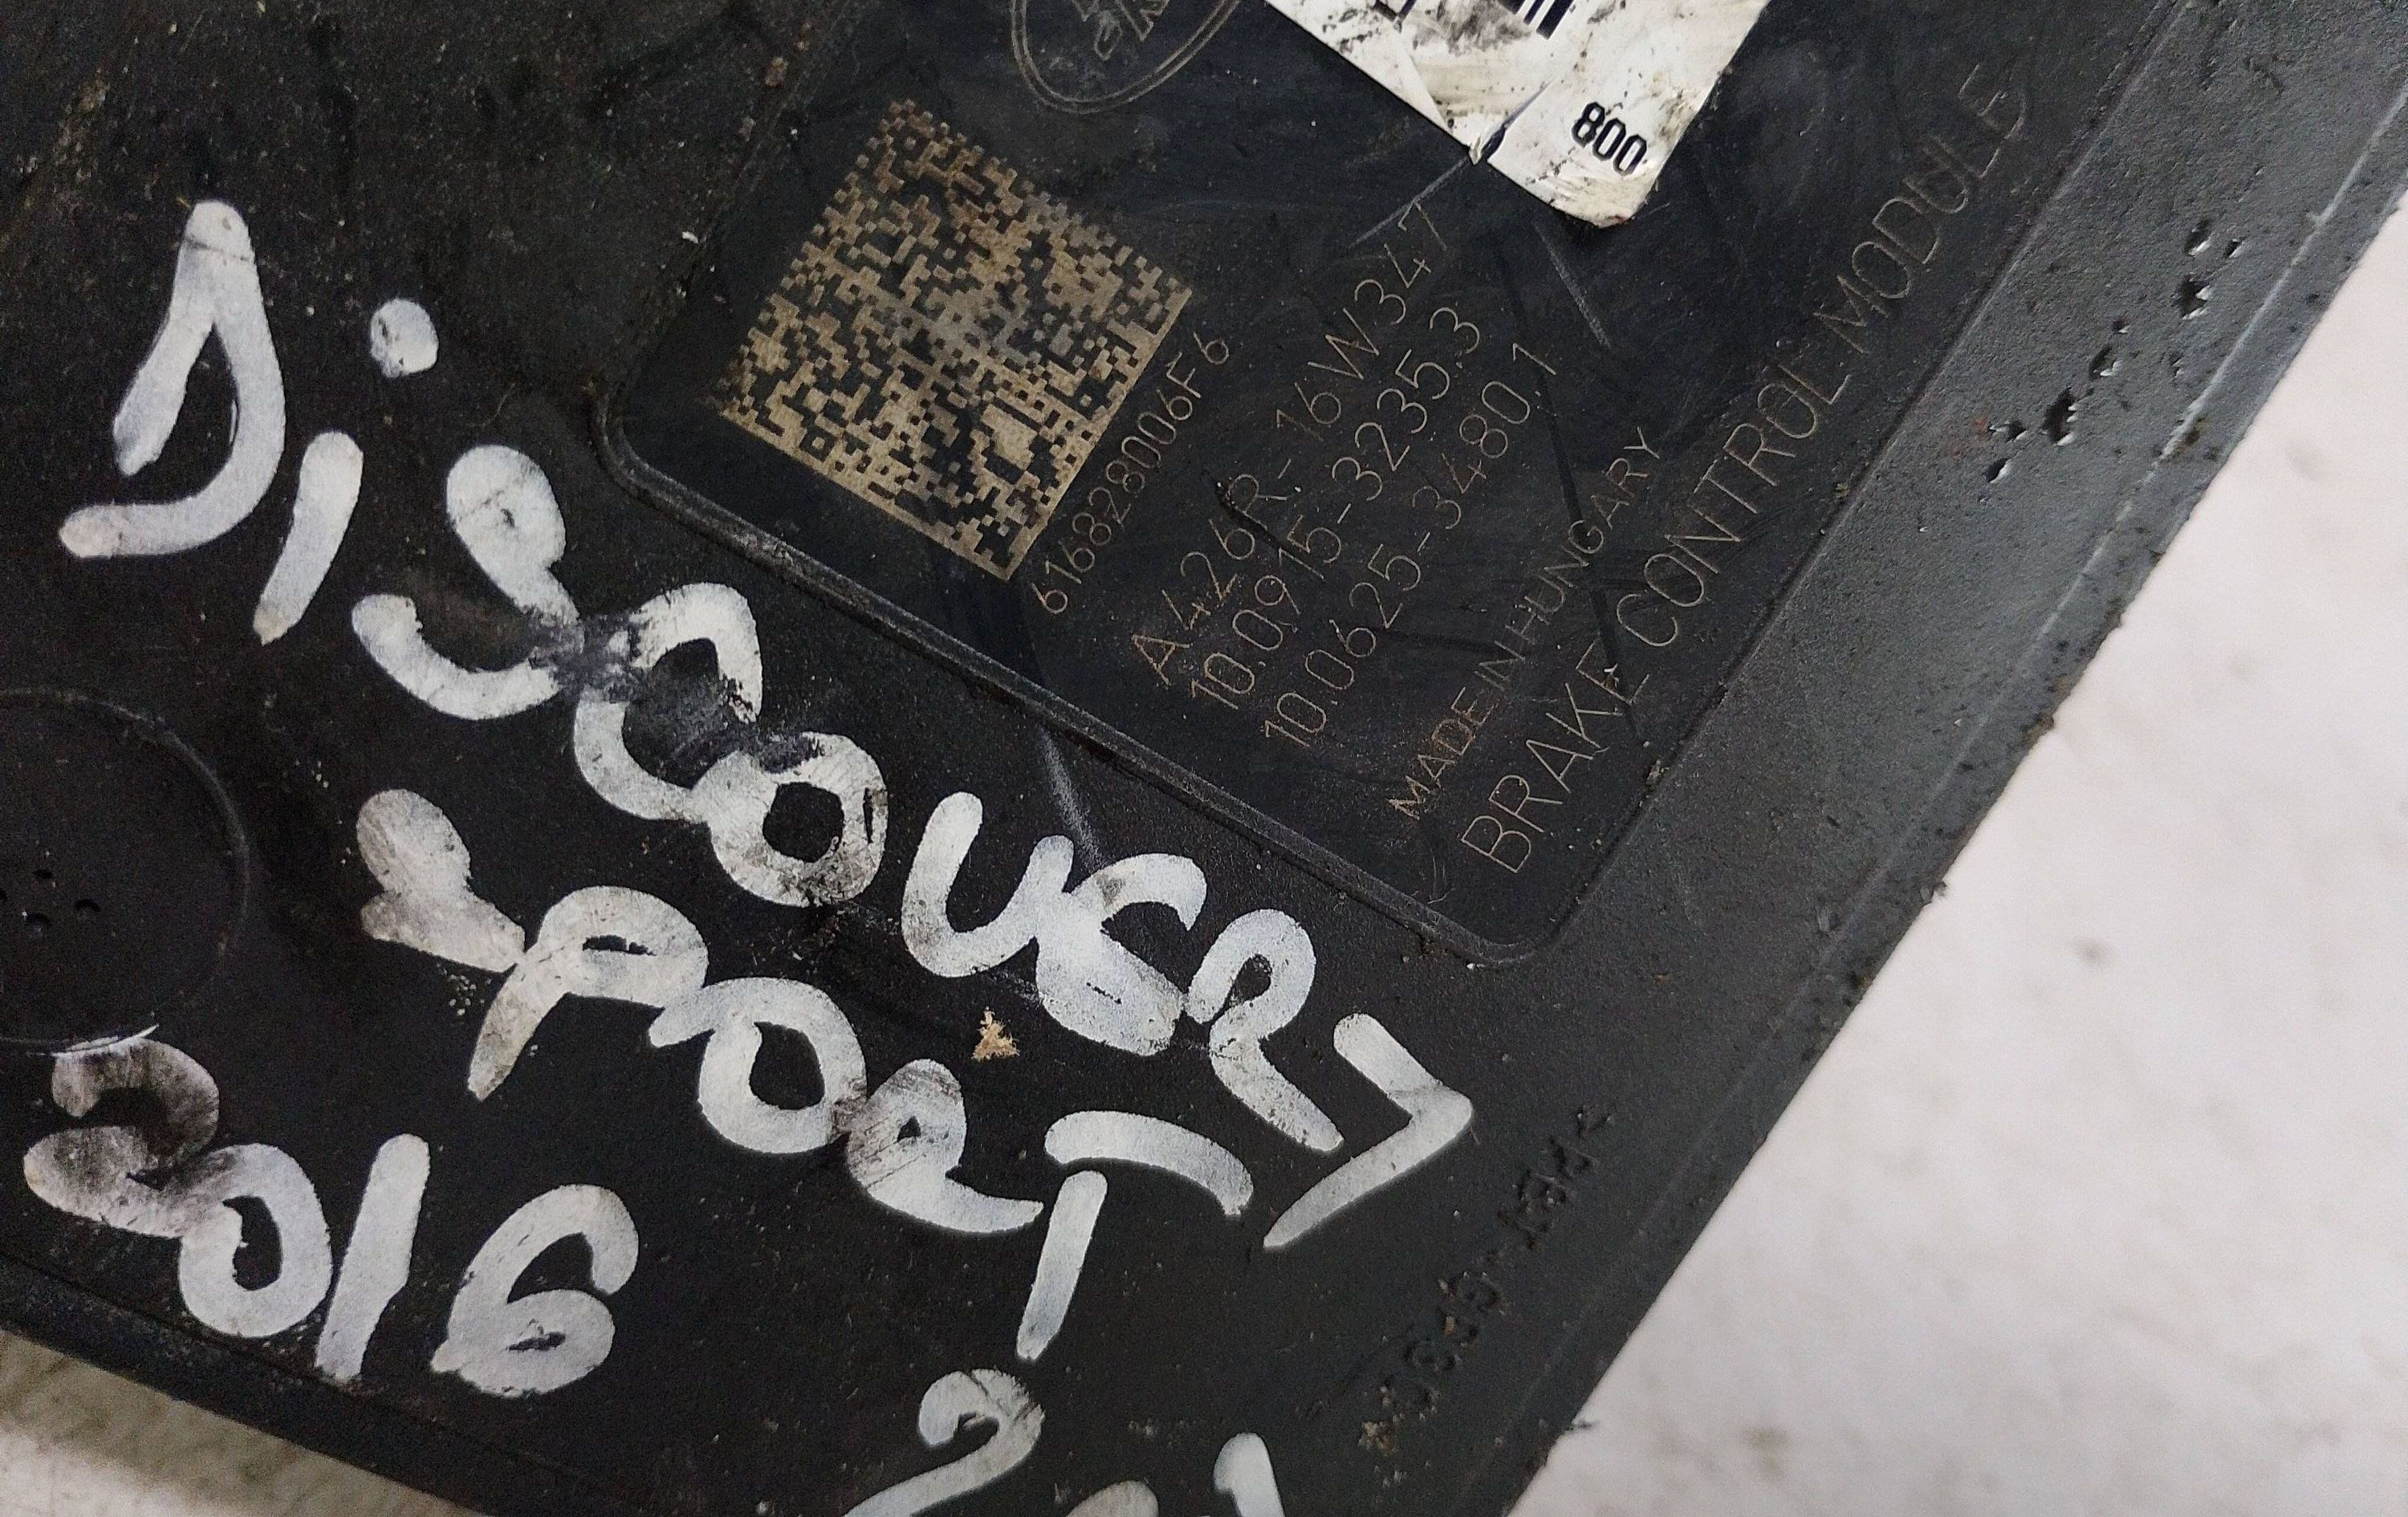 800
6168280006F6
A426R-16W347
10.0915-3235.3
10.0625-3480.1
MADE IN HUNGARY
BRAKE CONTROL MODULE
Discovery
SPORT
2016